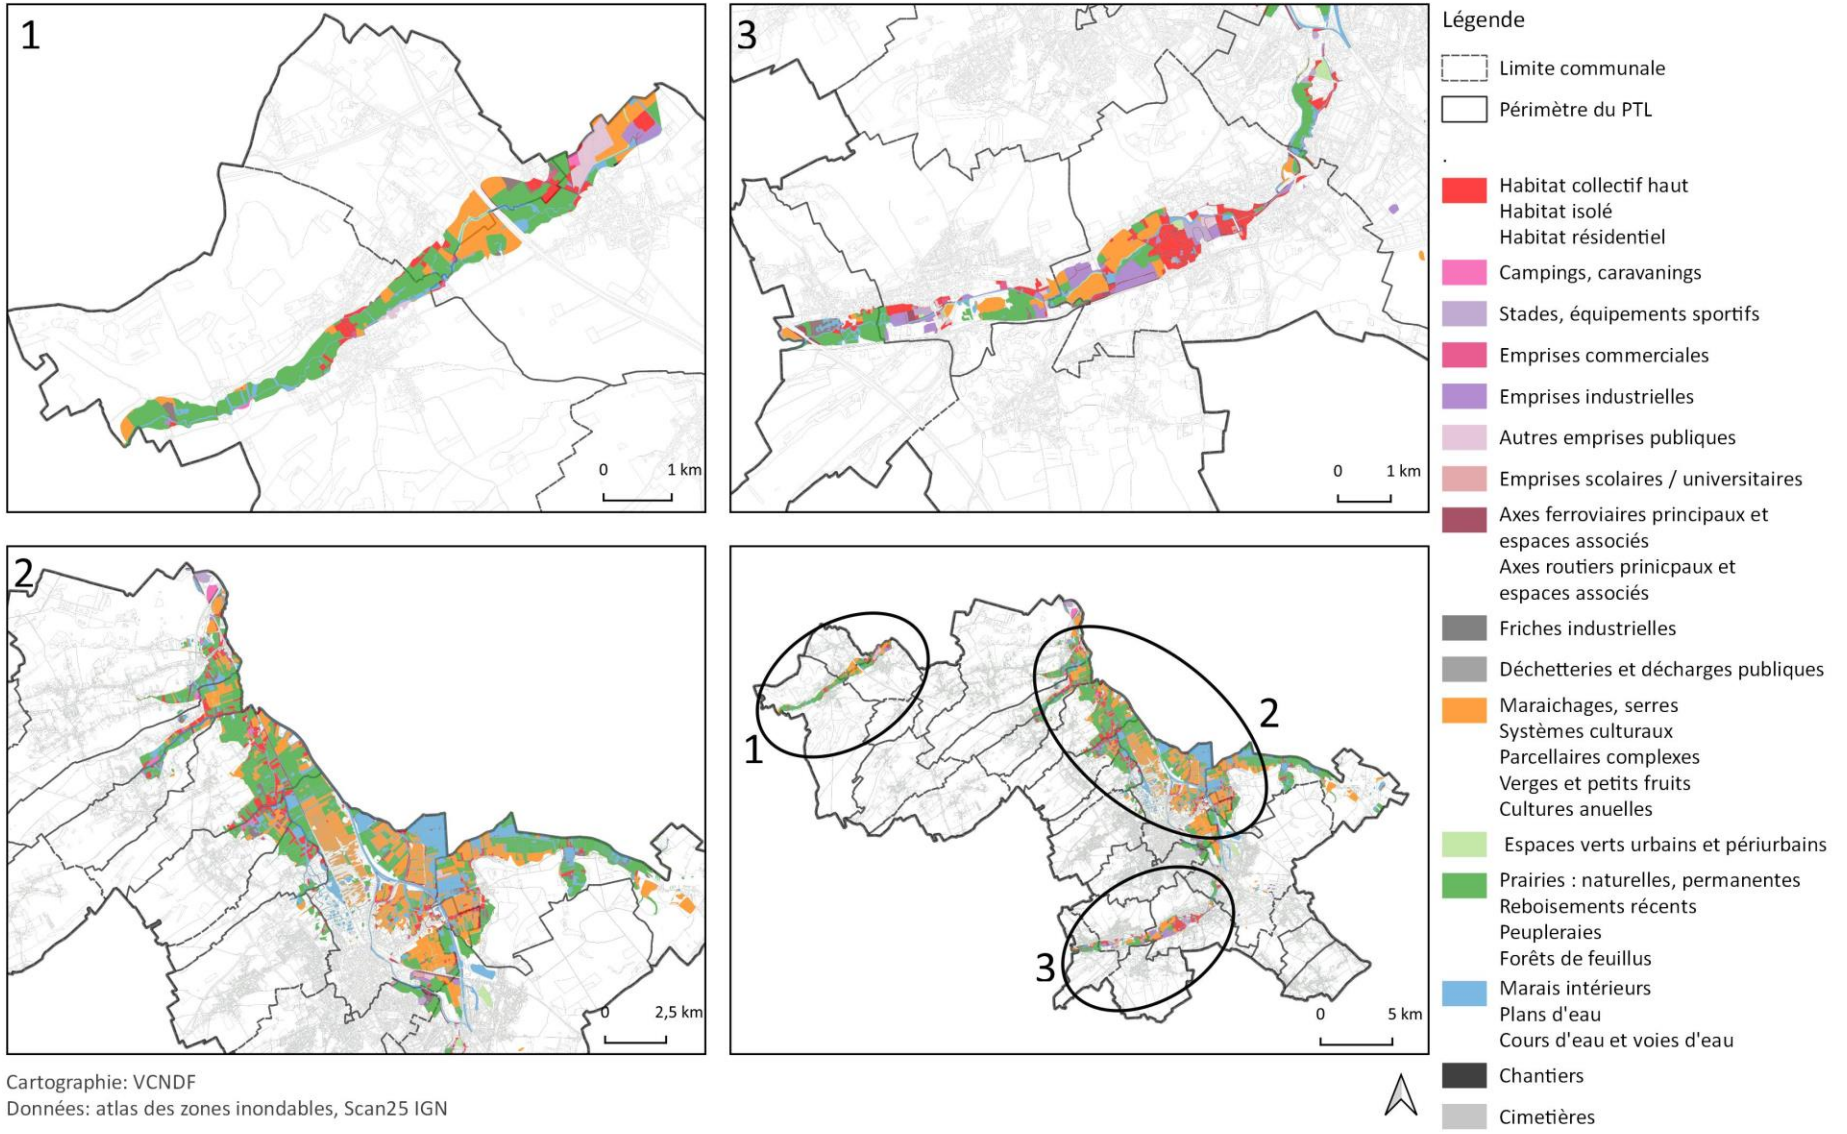 1
0
1 km
3
0
1 km
2
0
2,5 km
1
2
3
0
5 km
Légende
Limite communale
Périmètre du PTL
.
Habitat collectif haut
Habitat isolé
Habitat résidentiel
Campings, caravanings
Stades, équipements sportifs
Emprises commerciales
Emprises industrielles
Autres emprises publiques
Emprises scolaires / universitaires
Axes ferroviaires principaux et
espaces associés
Axes routiers prinicpaux et
espaces associés
Friches industrielles
Déchetteries et décharges publiques
Maraichages, serres
Systèmes culturaux
Parcellaires complexes
Verges et petits fruits
Cultures anuelles
Espaces verts urbains et périurbains
Prairies : naturelles, permanentes
Reboisements récents
Peupleraies
Forêts de feuillus
Marais intérieurs
Plans d'eau
Cours d'eau et voies d'eau
Chantiers
Cimetières
Cartographie: VCNDF
Données: atlas des zones inondables, Scan25 IGN